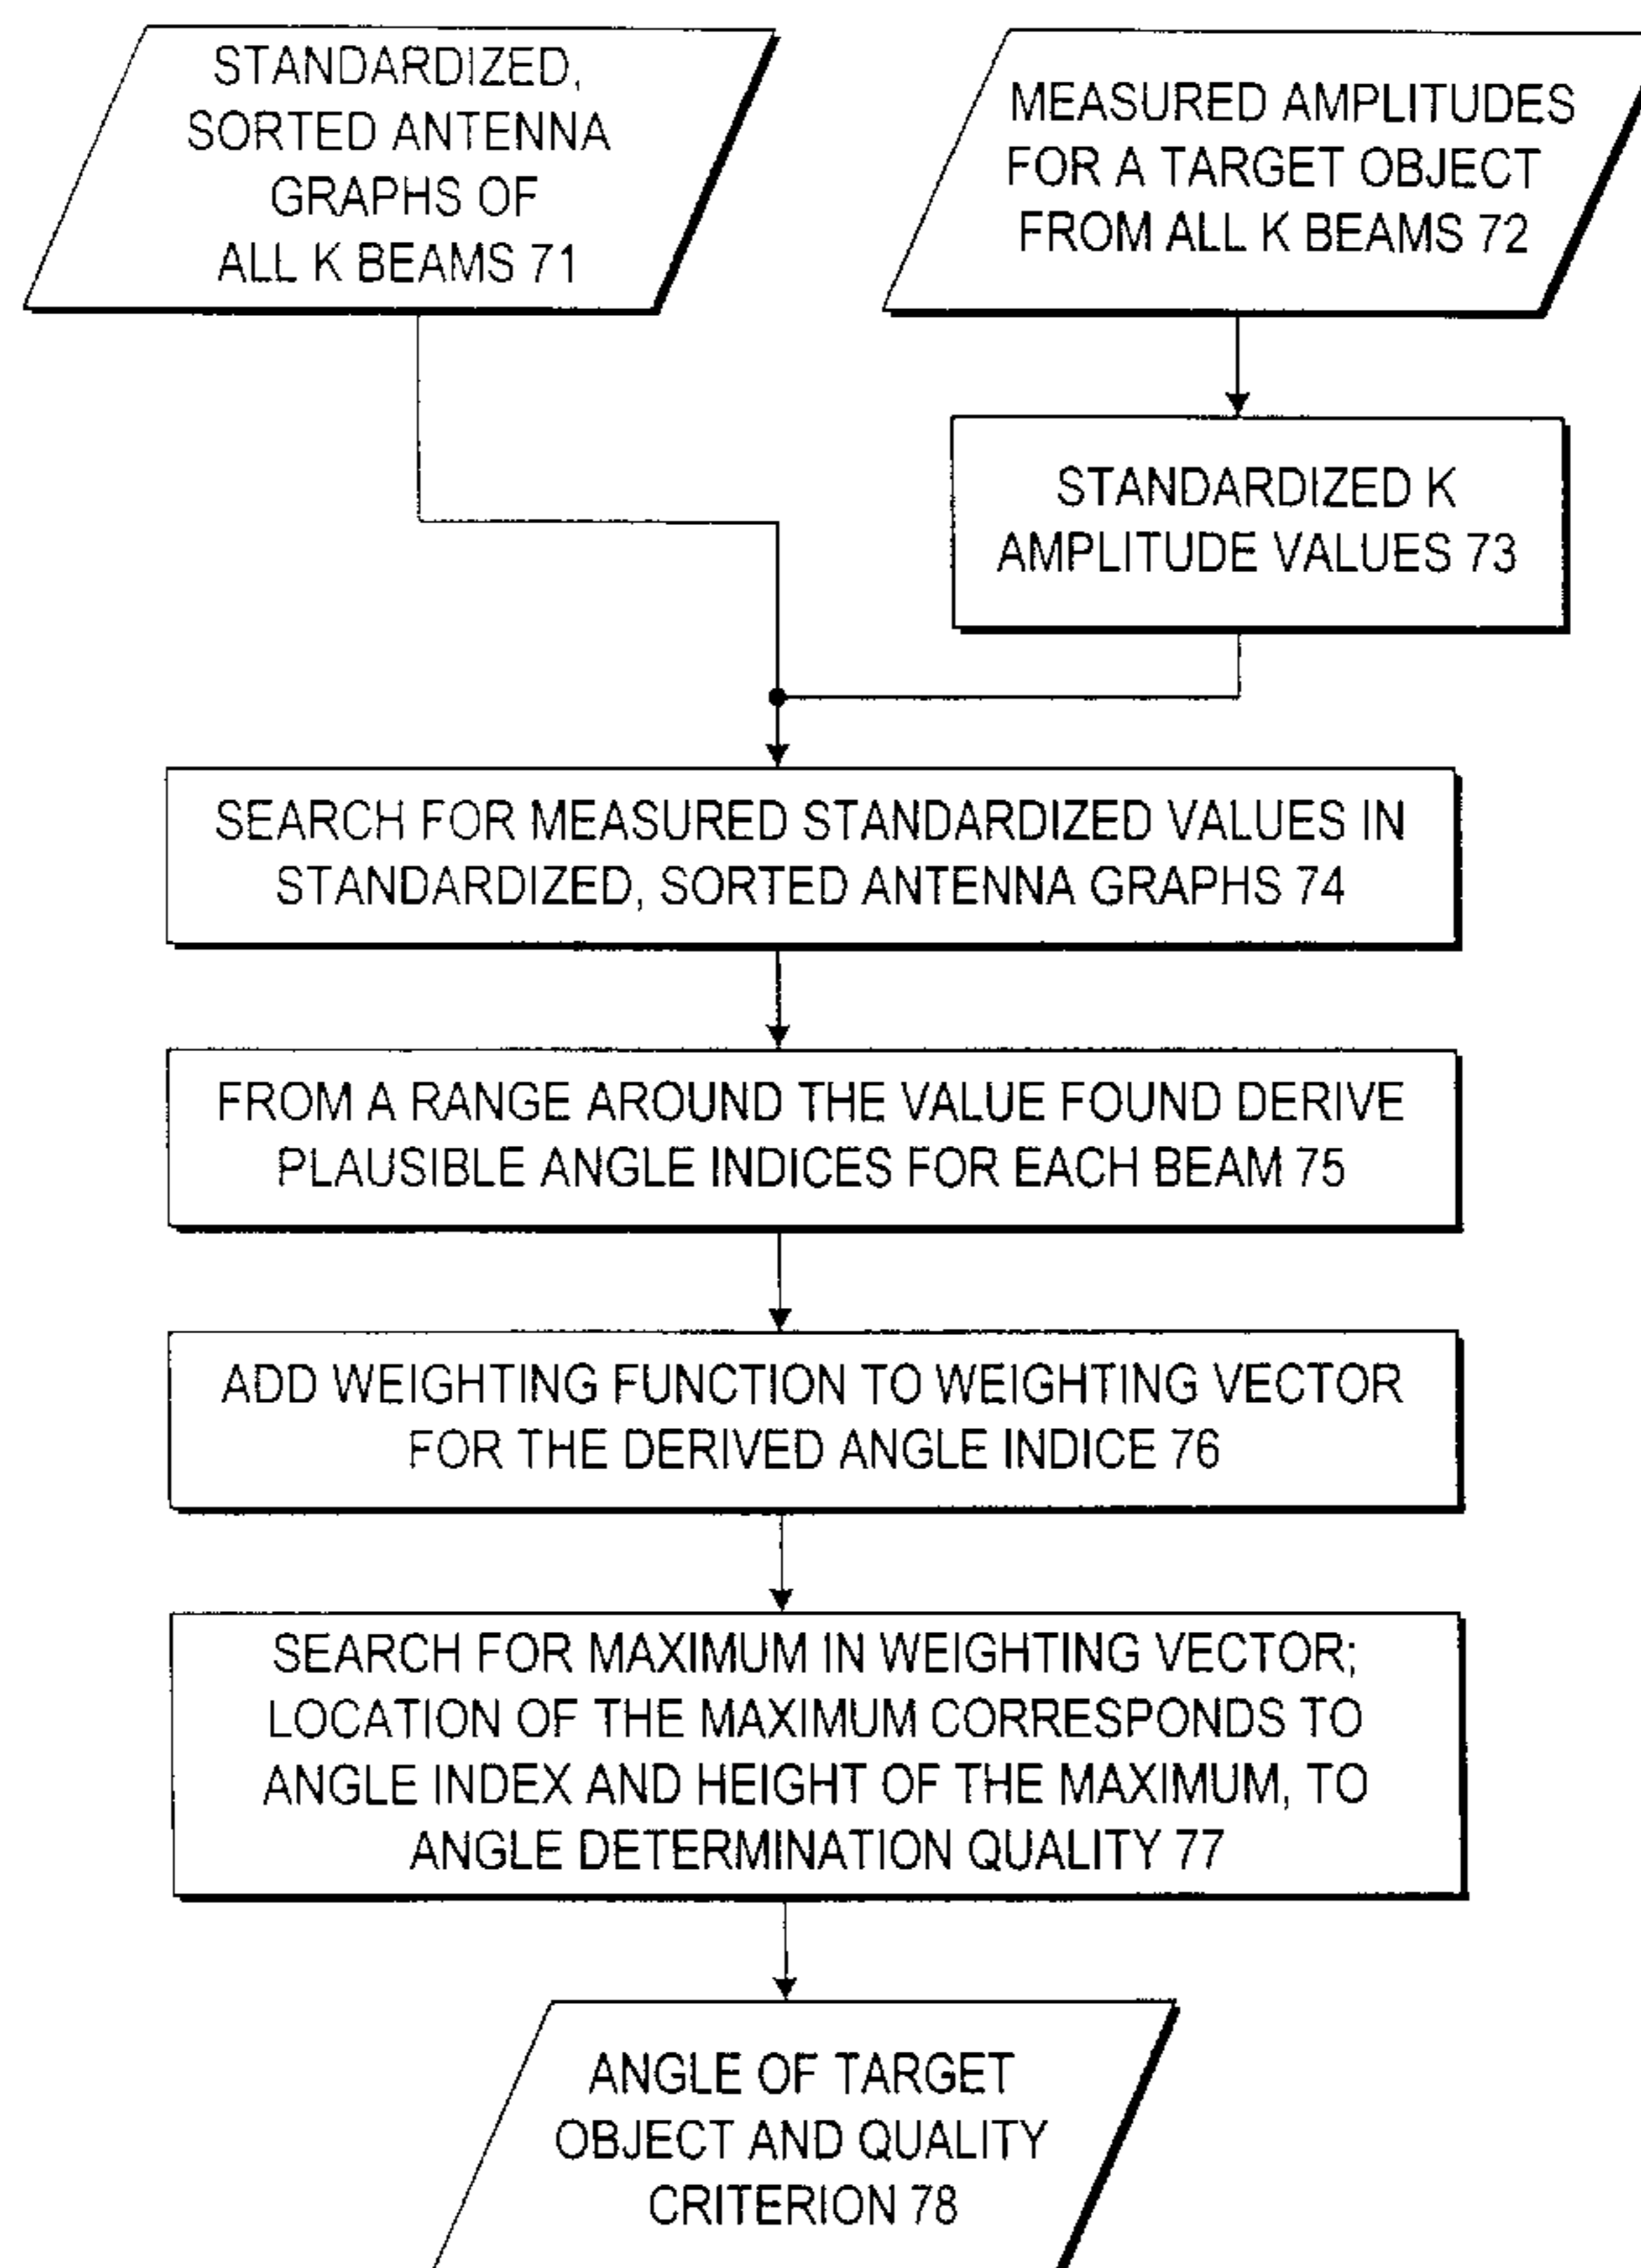 STANDARDIZED,
SORTED ANTENNA
GRAPHS OF
ALL K BEAMS 71
MEASURED AMPLITUDES
FOR A TARGET OBJECT
FROM ALL K BEAMS 72
STANDARDIZED K
AMPLITUDE VALUES 73
SEARCH FOR MEASURED STANDARDIZED VALUES IN
STANDARDIZED, SORTED ANTENNA GRAPHS 74
FROM A RANGE AROUND THE VALUE FOUND DERIVE
PLAUSIBLE ANGLE INDICES FOR EACH BEAM 75
ADD WEIGHTING FUNCTION TO WEIGHTING VECTOR
FOR THE DERIVED ANGLE INDICE 76
SEARCH FOR MAXIMUM IN WEIGHTING VECTOR;
LOCATION OF THE MAXIMUM CORRESPONDS TO
ANGLE INDEX AND HEIGHT OF THE MAXIMUM, TO
ANGLE DETERMINATION QUALITY 77
ANGLE OF TARGET
OBJECT AND QUALITY
CRITERION 78